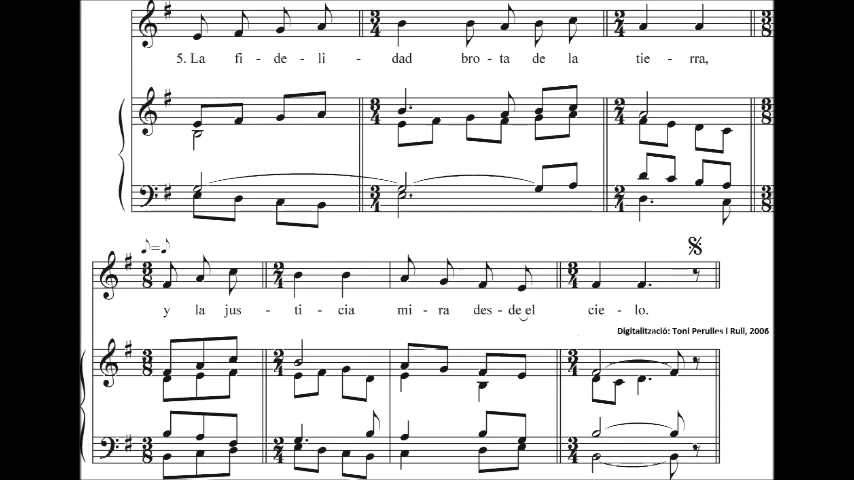 5. La fi - de - li - dad bro - ta de la tie - rra,
y la jus - ti - cia mi - ra des - de el cie - lo.
Digitalització: Toni Perulles i Rull, 2006